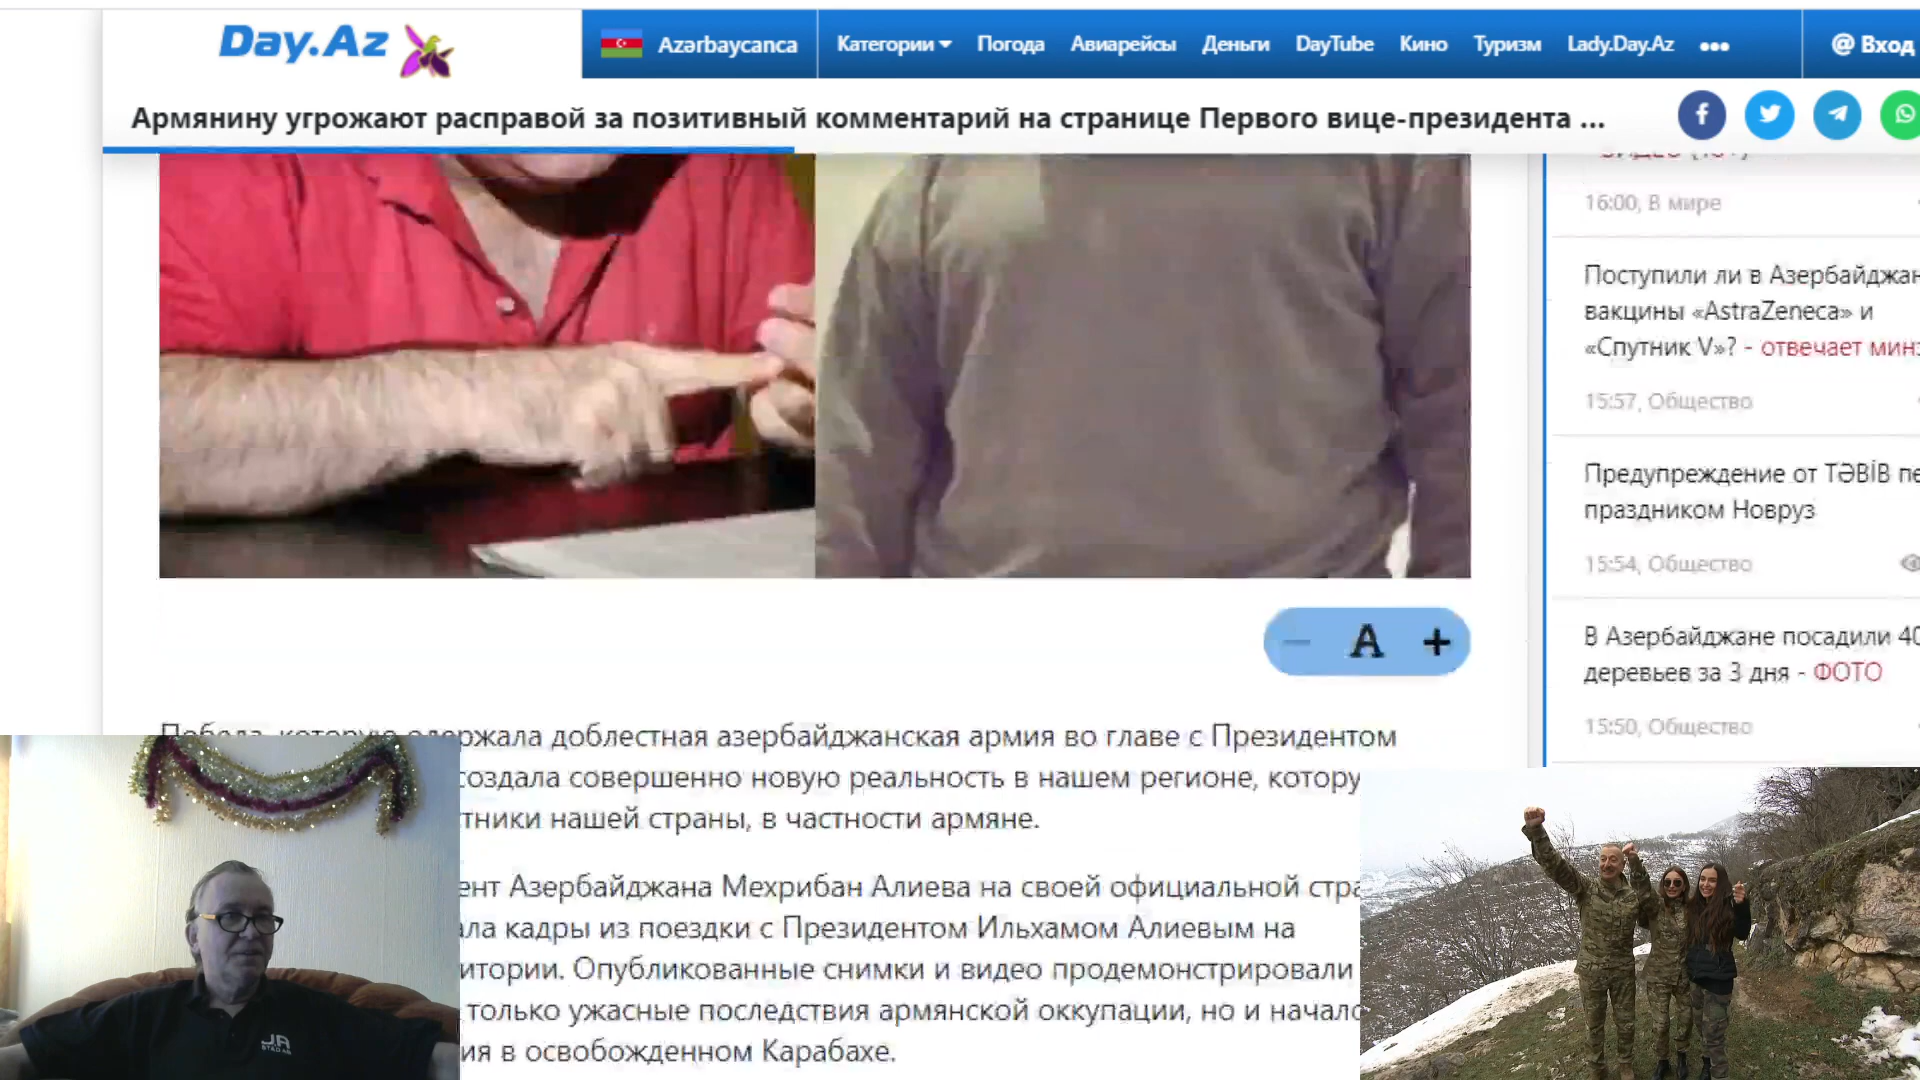 Day.Az
Azərbaycanca
Категории
Погода
Авиарейсы
Деньги
DayTube
Кино
Туризм
Lady.Day.Az
•••
@ Вход
Армянину угрожают расправой за позитивный комментарий на странице Первого вице-президента ...
16:00, В мире
Поступили ли в Азербайджан
вакцины «AstraZeneca» и
«Спутник V»? - отвечает минз
15:57, Общество
Предупреждение от TƏBİB пе
праздником Новруз
15:54, Общество
В Азербайджане посадили 40
деревьев за 3 дня - ФОТО
15:50, Общество
− A +
Победа, которую одержала доблестная азербайджанская армия во главе с Президентом
создала совершенно новую реальность в нашем регионе, котору
тники нашей страны, в частности армяне.
ент Азербайджана Мехрибан Алиева на своей официальной стра
ала кадры из поездки с Президентом Ильхамом Алиевым на
итории. Опубликованные снимки и видео продемонстрировали
только ужасные последствия армянской оккупации, но и начало
ия в освобожденном Карабахе.
JA